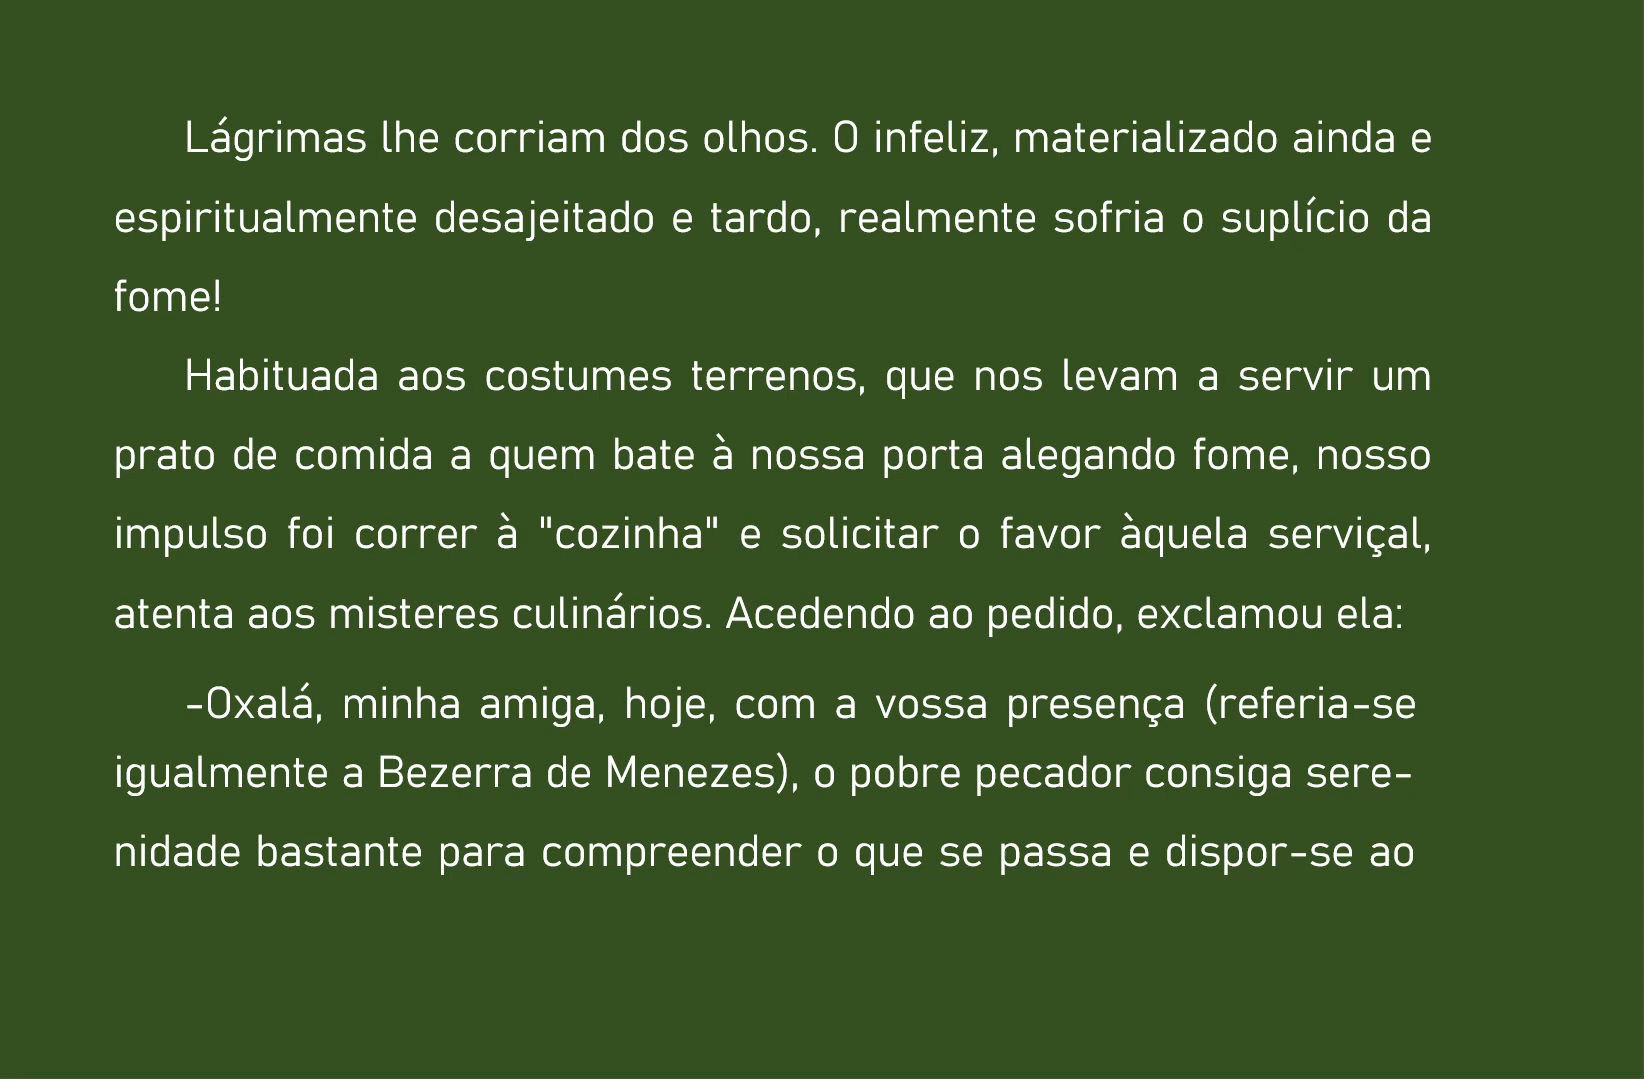 Lágrimas lhe corriam dos olhos. O infeliz, materializado ainda e
espiritualmente desajeitado e tardo, realmente sofria o suplício da
fome!
Habituada aos costumes terrenos, que nos levam a servir um
prato de comida a quem bate à nossa porta alegando fome, nosso
impulso foi correr à "cozinha" e solicitar o favor àquela serviçal,
atenta aos misteres culinários. Acedendo ao pedido, exclamou ela:
-Oxalá, minha amiga, hoje, com a vossa presença (referia-se
igualmente a Bezerra de Menezes), o pobre pecador consiga sere-
nidade bastante para compreender o que se passa e dispor-se ao